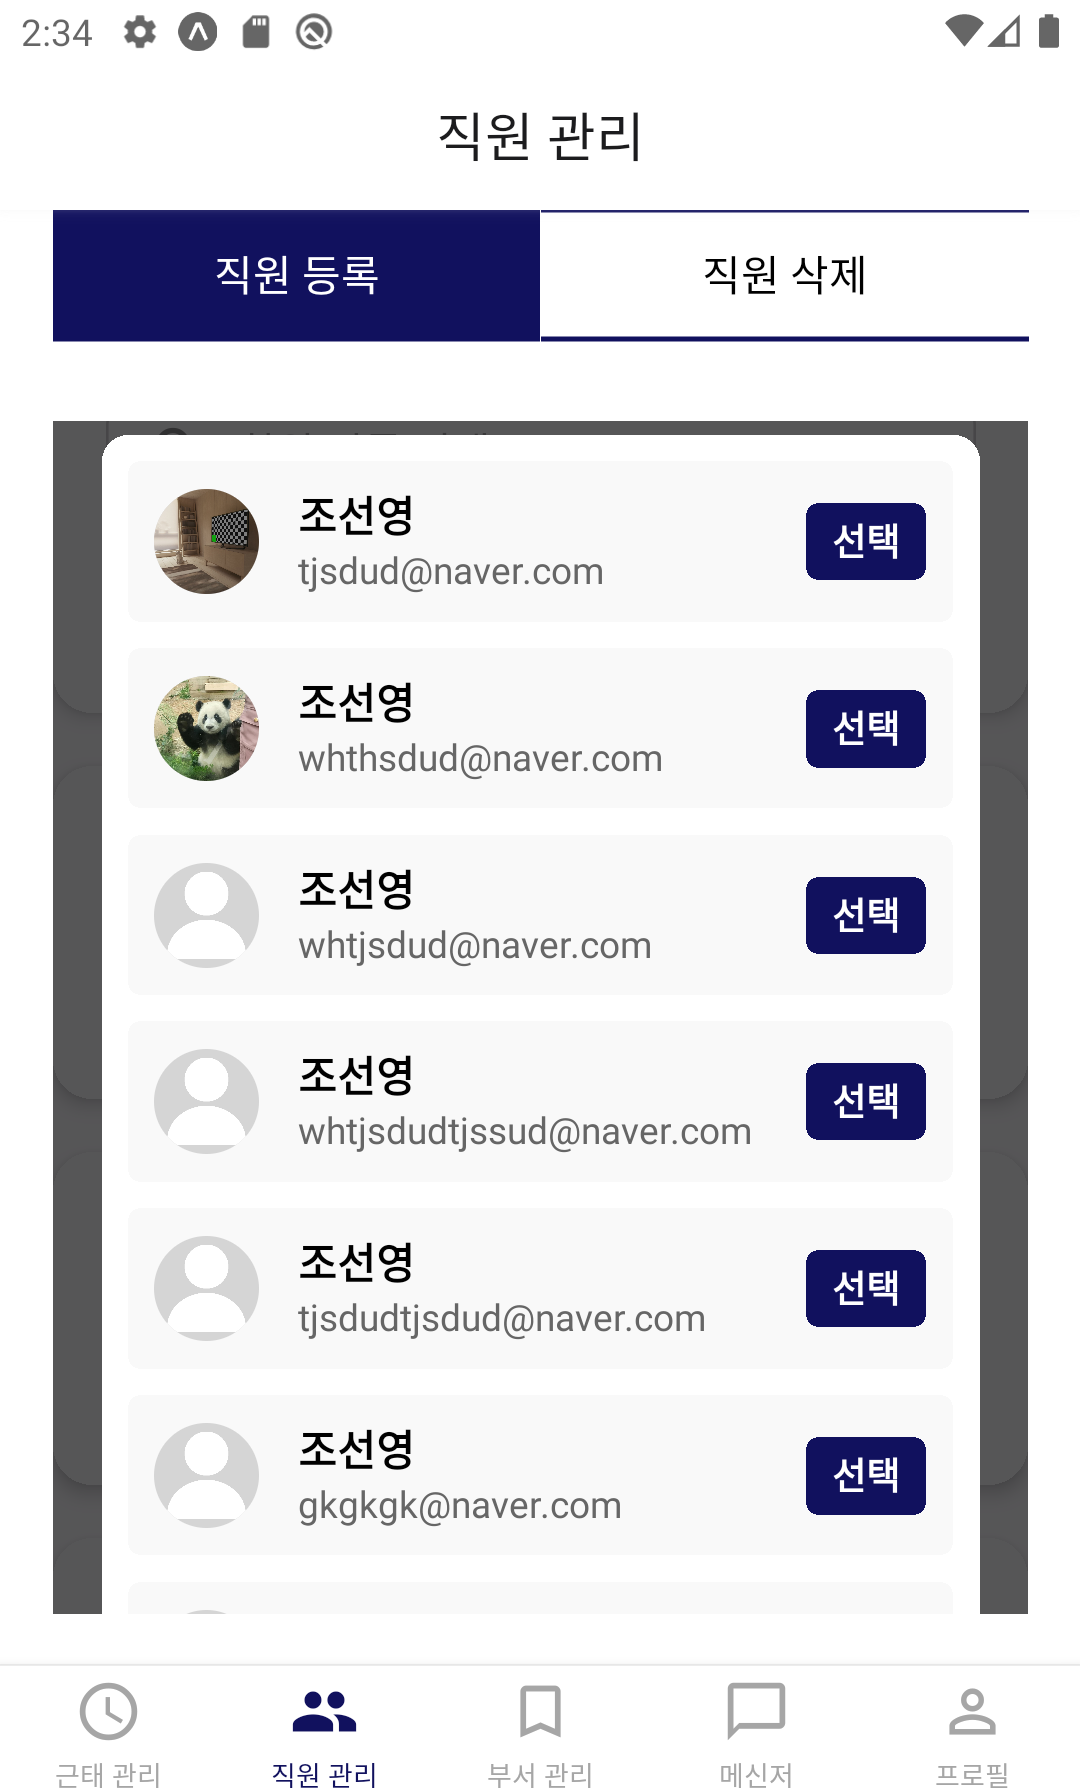 2:34
직원 관리
직원 등록
직원 삭제
조선영
tjsdud@naver.com
선택
조선영
whthsdud@naver.com
선택
조선영
whtjsdud@naver.com
선택
조선영
whtjsdudtjssud@naver.com
선택
조선영
tjsdudtjsdud@naver.com
선택
조선영
gkgkgk@naver.com
선택
근태 관리
직원 관리
부서 관리
메신저
프로필